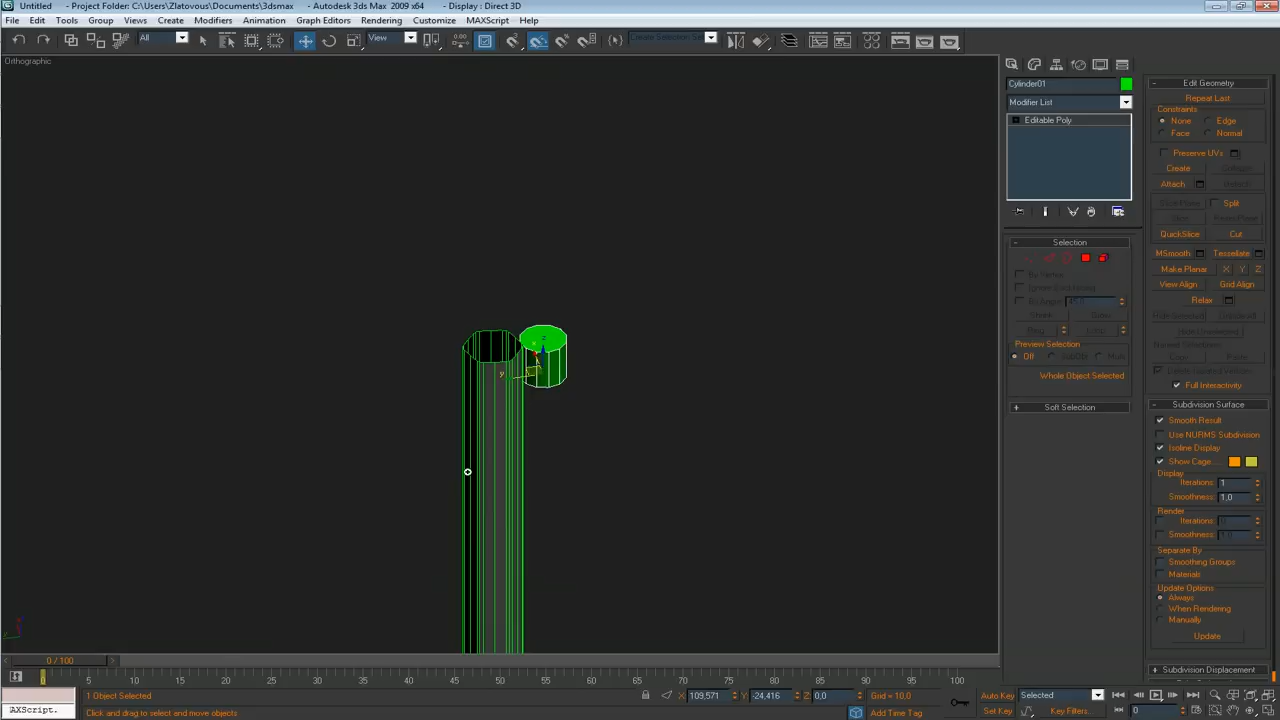 Untitled - Project Folder: C:\Users\Zlatovous\Documents\3dsmax - Autodesk 3ds Max 2009 x64 - Display : Direct 3D
File Edit Tools Group Views Create Modifiers Animation Graph Editors Rendering Customize MAXScript Help
All View
Orthographic
Cylinder01
Modifier List
Editable Poly
Selection
By Vertex
Preview Selection
Off SubObj Multi
Whole Object Selected
Soft Selection
Edit Geometry
Repeat Last
Constraints
None Edge
Face Normal
Preserve UVs
Create
Attach
Split
QuickSlice Cut
MSmooth Tessellate
Make Planar X Y Z
View Align Grid Align
Relax
Full Interactivity
Subdivision Surface
Smooth Result
Use NURMS Subdivision
Isoline Display
Show Cage
Display
Iterations: 1
Smoothness: 1,0
Render
Iterations:
Smoothness:
Separate By
Smoothing Groups
Materials
Update Options
Always
When Rendering
Manually
Update
Subdivision Displacement
x
y
z
0 / 100
0 5 10 15 20 25 30 35 40 45 50 55 60 65 70 75 80 85 90 95 100
1 Object Selected X 109,571 Y -24,416 Z 0,0 Grid = 10,0 Auto Key Selected
AXScript. Click and drag to select and move objects Add Time Tag Set Key Key Filters... 0